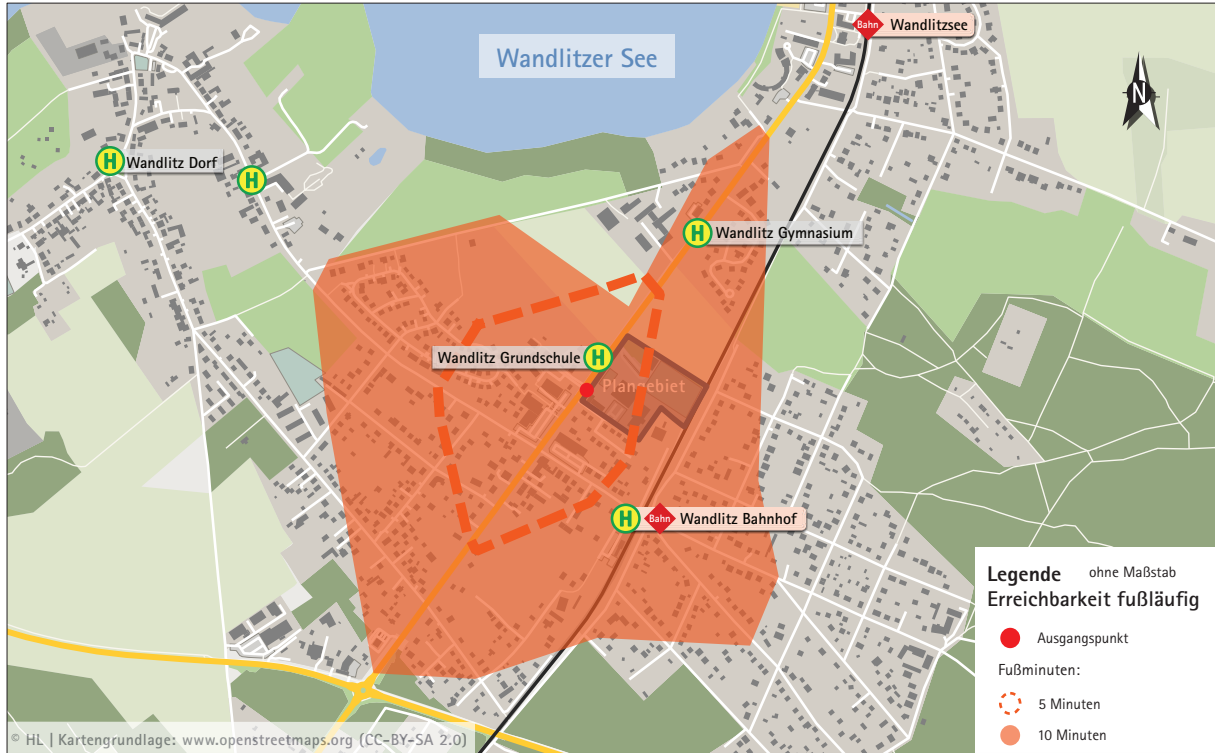 Bahn Wandlitzsee
Wandlitzer See
N
H Wandlitz Dorf
H
H Wandlitz Gymnasium
Wandlitz Grundschule H
Plangebiet
H Bahn Wandlitz Bahnhof
Legende ohne Maßstab
Erreichbarkeit fußläufig
Ausgangspunkt
Fußminuten:
5 Minuten
10 Minuten
© HL | Kartengrundlage: www.openstreetmaps.org (CC-BY-SA 2.0)